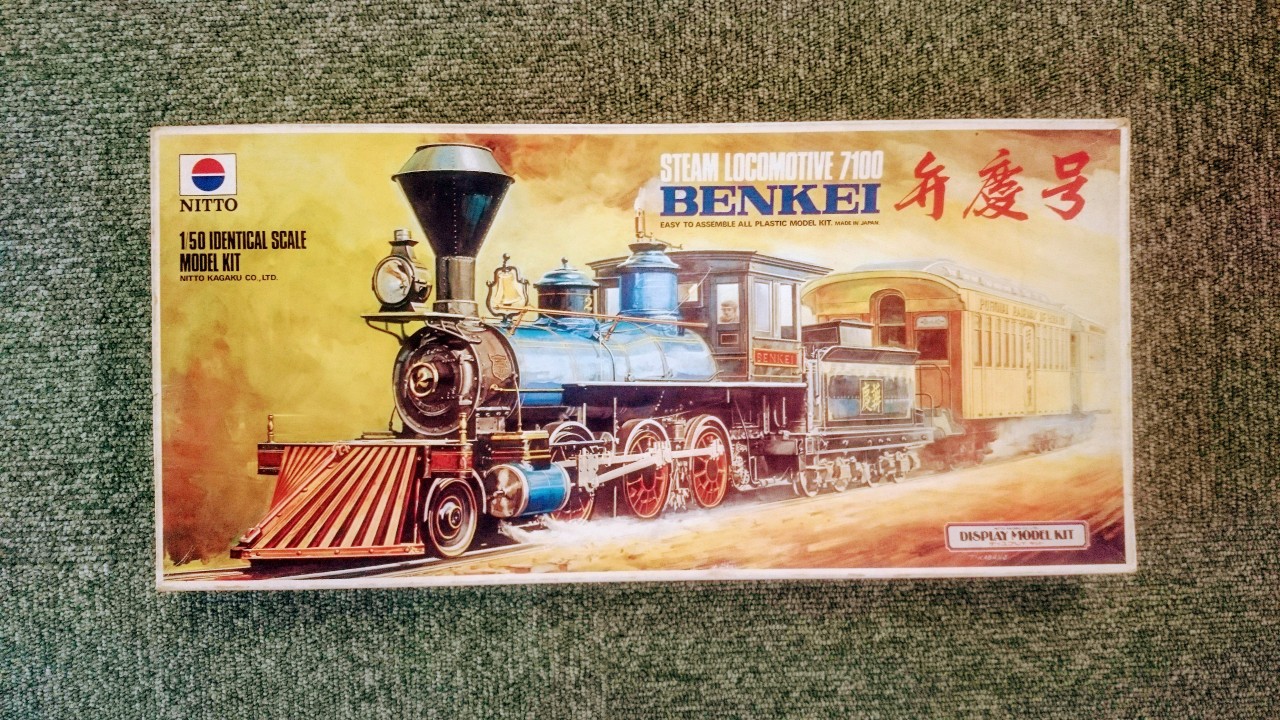 NITTO
1/50 IDENTICAL SCALE
MODEL KIT
NITTO KAGAKU CO.,LTD.
STEAM LOCOMOTIVE 7100
BENKEI 弁慶号
EASY TO ASSEMBLE ALL PLASTIC MODEL KIT. MADE IN JAPAN
BENKEI
DISPLAY MODEL KIT